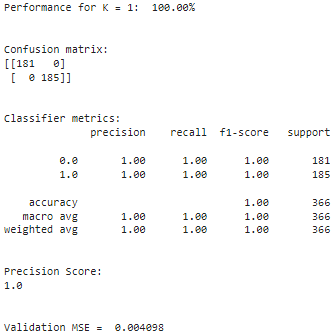 Performance for K = 1:  100.00%
Confusion matrix:
[[181   0]
 [  0 185]]
Classifier metrics:
              precision    recall  f1-score   support
         0.0       1.00      1.00      1.00       181
         1.0       1.00      1.00      1.00       185
    accuracy                           1.00       366
   macro avg       1.00      1.00      1.00       366
weighted avg       1.00      1.00      1.00       366
Precision Score:
1.0
Validation MSE =  0.004098